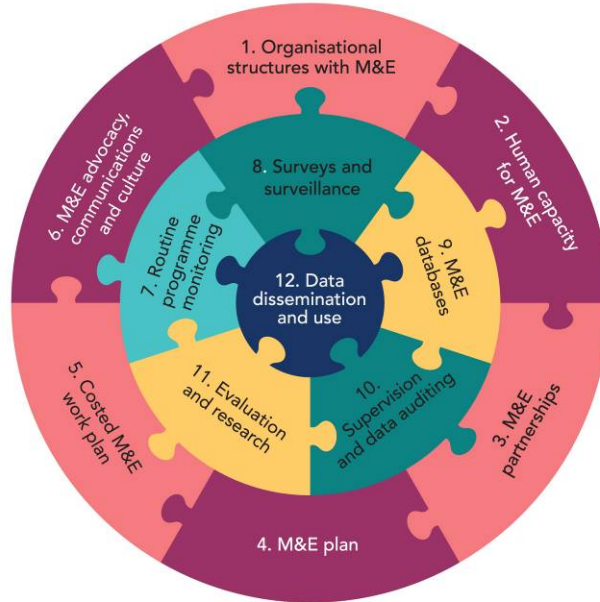 1. Organisational
structures with M&E
2. Human capacity
for M&E
3. M&E
partnerships
4. M&E plan
5. Costed M&E
work plan
6. M&E advocacy,
communications
and culture
7. Routine
programme
monitoring
8. Surveys and
surveillance
9. M&E
databases
10.
Supervision
and data auditing
11. Evaluation
and research
12. Data
dissemination
and use